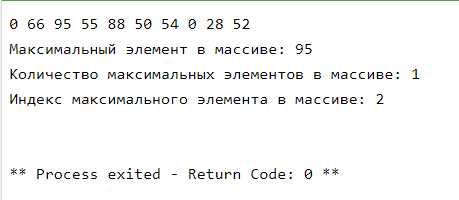 0 66 95 55 88 50 54 0 28 52
Максимальный элемент в массиве: 95
Количество максимальных элементов в массиве: 1
Индекс максимального элемента в массиве: 2
** Process exited - Return Code: 0 **